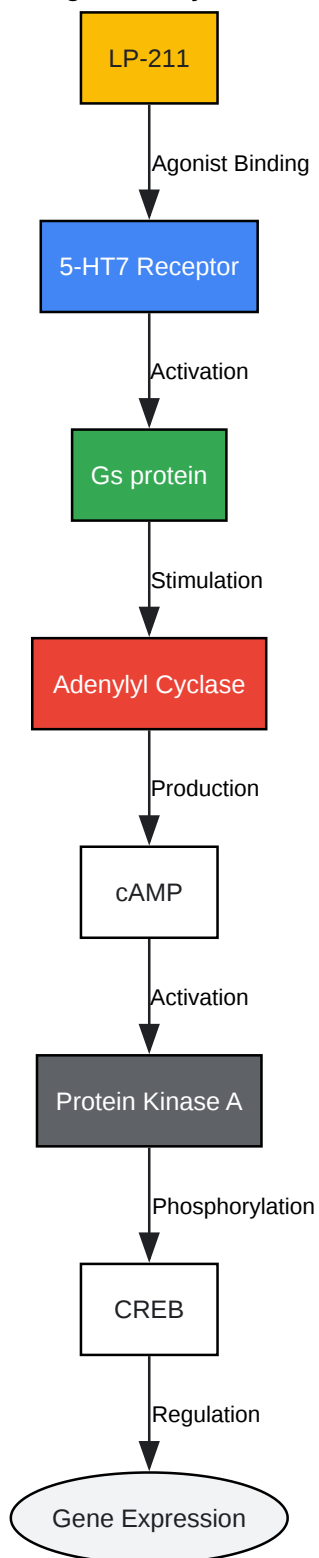 LP-211
Agonist Binding
5-HT7 Receptor
Activation
Gs protein
Stimulation
Adenylyl Cyclase
Production
cAMP
Activation
Protein Kinase A
Phosphorylation
CREB
Regulation
Gene Expression